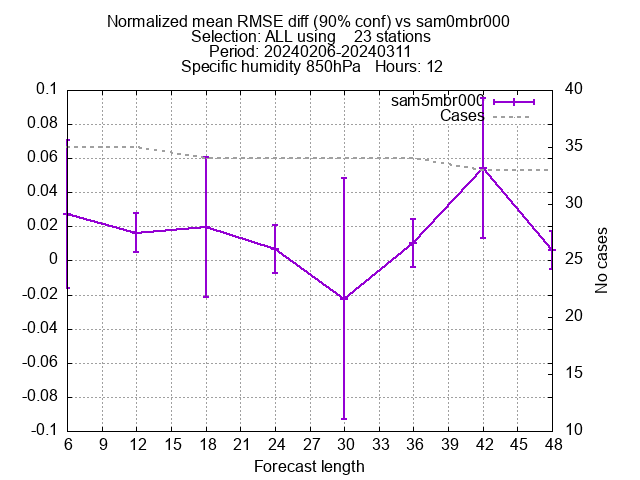 Normalized mean RMSE diff (90% conf) vs sam0mbr000
Selection: ALL using    23 stations
Period: 20240206-20240311
Specific humidity 850hPa   Hours: 12
sam5mbr000
Cases
0.1
0.08
0.06
0.04
0.02
0
-0.02
-0.04
-0.06
-0.08
-0.1
40
35
30
25
20
15
10
No cases
6 12 15 18 21 24 27 30 33 36 39 42 45 48
Forecast length